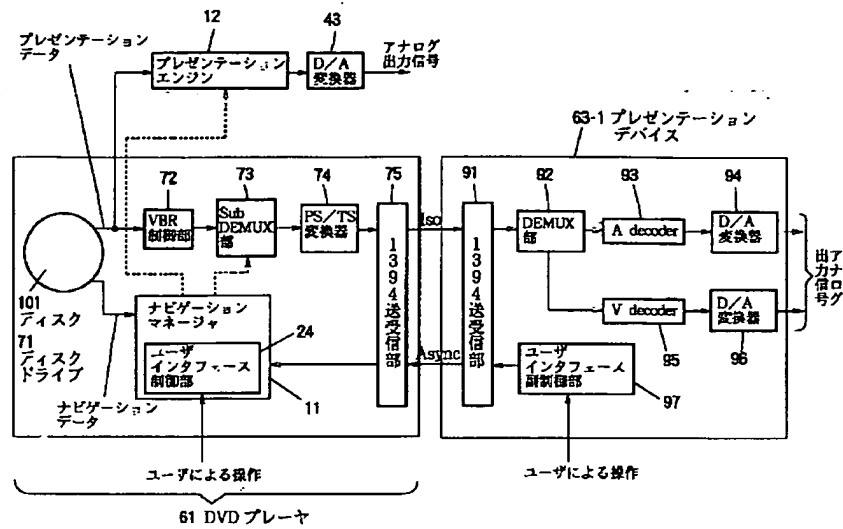 プレゼンテーション
データ
12
プレゼンテーション
エンジン
43
D/A
変換器
アナログ
出力信号
63-1 プレゼンテーション
デバイス
72
VBR
制御部
73
Sub
DEMUX
部
74
PS/TS
変換器
75
1394送受信部
Iso
Async
91
1394送受信部
92
DEMUX
部
93
A decoder
94
D/A
変換器
V decoder
95
D/A
変換器
96
アナログ
出力信号
101
ディスク
71
ディスク
ドライブ
ナビゲーション
データ
ナビゲーション
マネージャ
24
ユーザ
インタフェース
制御部
11
ユーザ
インタフェース
副制御部
97
ユーザによる操作
ユーザによる操作
61 DVD プレーヤ